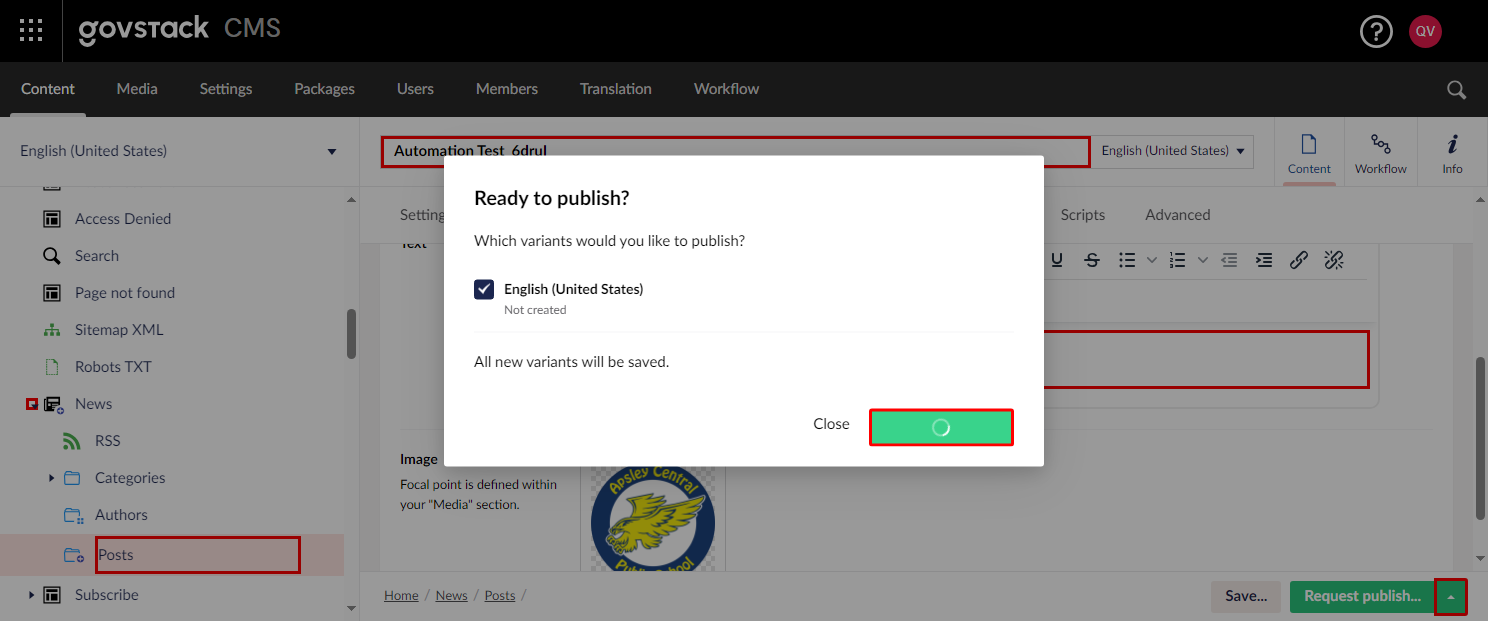 govstack CMS
?
QV
Content Media Settings Packages Users Members Translation Workflow
English (United States)
Automation Test_6drul
English (United States)
Content
Workflow
Info
Access Denied
Search
Page not found
Sitemap XML
Robots TXT
News
RSS
Categories
Authors
Posts
Subscribe
Scripts
Advanced
Text
Ready to publish?
Which variants would you like to publish?
English (United States)
Not created
All new variants will be saved.
Close
Image
Focal point is defined within
your "Media" section.
Apsley Central
Public School
Home / News / Posts /
Save...
Request publish...